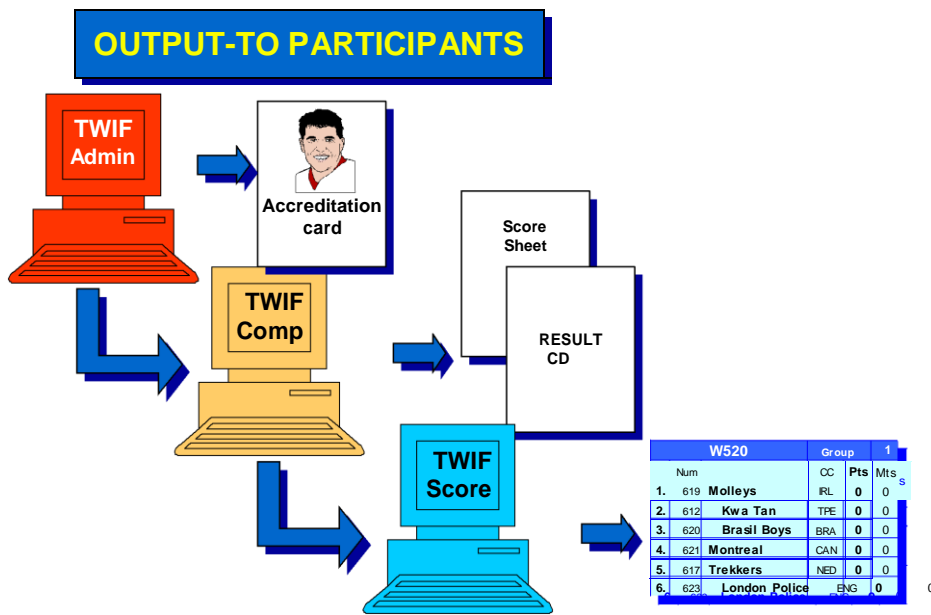 OUTPUT-TO PARTICIPANTS
TWIF
Admin
Accreditation
card
Score
Sheet
TWIF
Comp
RESULT
CD
TWIF
Score
W520 Group 1
Num CC Pts Mts
s
1. 619 Molleys IRL 0 0
2. 612 Kwa Tan TPE 0 0
3. 620 Brasil Boys BRA 0 0
4. 621 Montreal CAN 0 0
5. 617 Trekkers NED 0 0
6. 623 London Police ENG 0